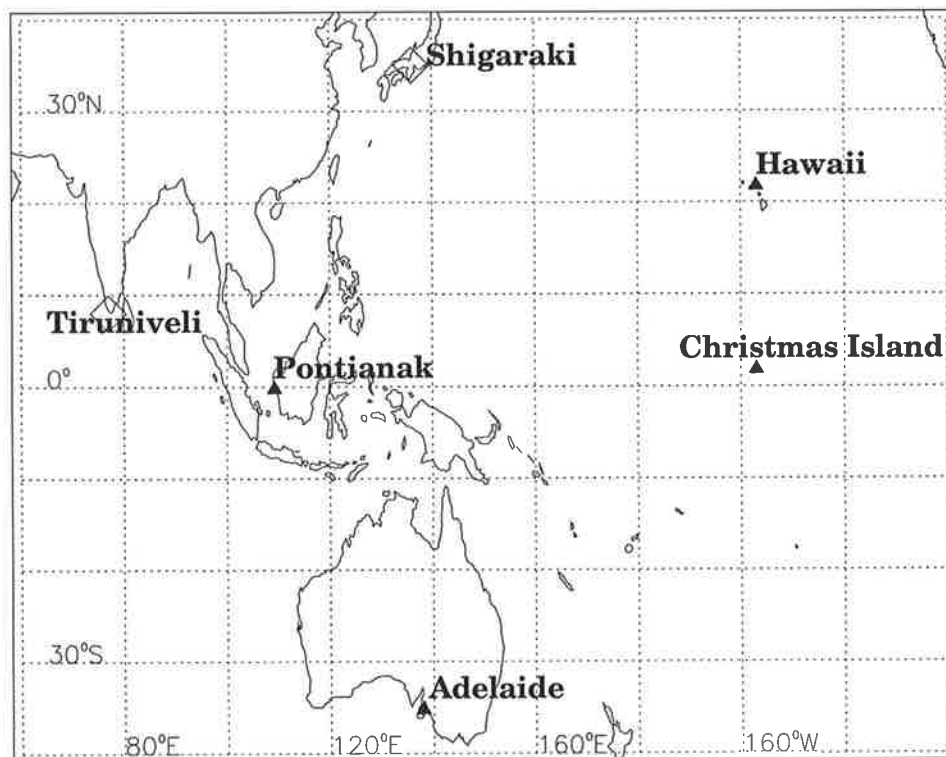 Shigaraki
30°N
Hawaii
Tiruniveli
Christmas Island
Pontianak
0°
30°S
Adelaide
80°E
120°E
160°E
160°W